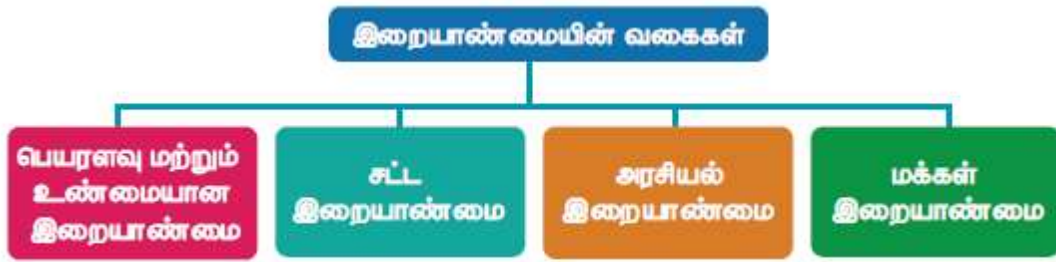 இறையாண்மையின் வகைகள்
பெயரளவு மற்றும்
உண்மையான
இறையாண்மை
சட்ட
இறையாண்மை
அரசியல்
இறையாண்மை
மக்கள்
இறையாண்மை